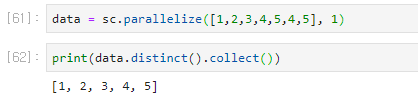 [61]: data = sc.parallelize([1,2,3,4,5,4,5], 1)
[62]: print(data.distinct().collect())
[1, 2, 3, 4, 5]